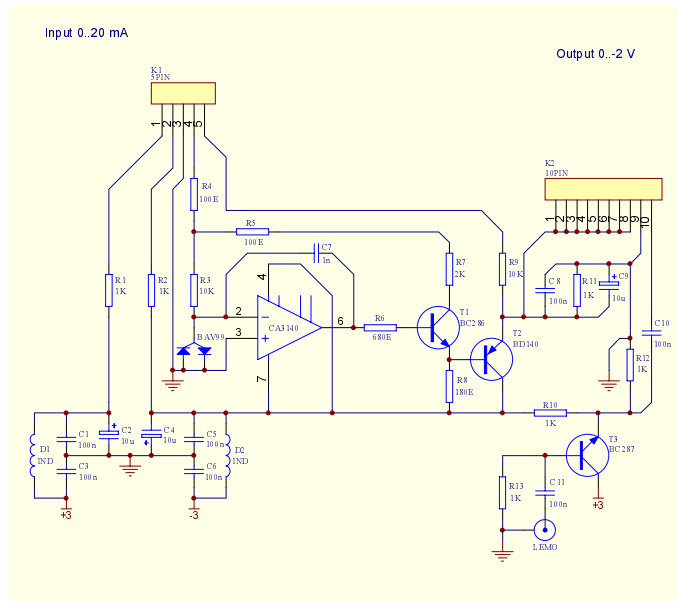 Input 0..20 mA
Output 0..-2 V
K1
5PIN
1 2 3 4 5
K2
10PIN
1 2 3 4 5 6 7 8 9 10
R4
100E
R5
100E
C7
1n
R7
2K
R9
10K
R1
1K
R2
1K
R3
10K
4
C8
100n
R11
1K
+ C9
10u
2
3
CA3140
6
7
R6
680E
T1
BC286
T2
BD140
C10
100n
BAV99
R12
1K
R8
180E
R10
1K
D1
IND
C1
100n
+ C2
10u
C4
10u
+
C5
100n
D2
IND
C3
100n
C6
100n
T3
BC287
+3
-3
+3
R13
1K
C11
100n
LEMO